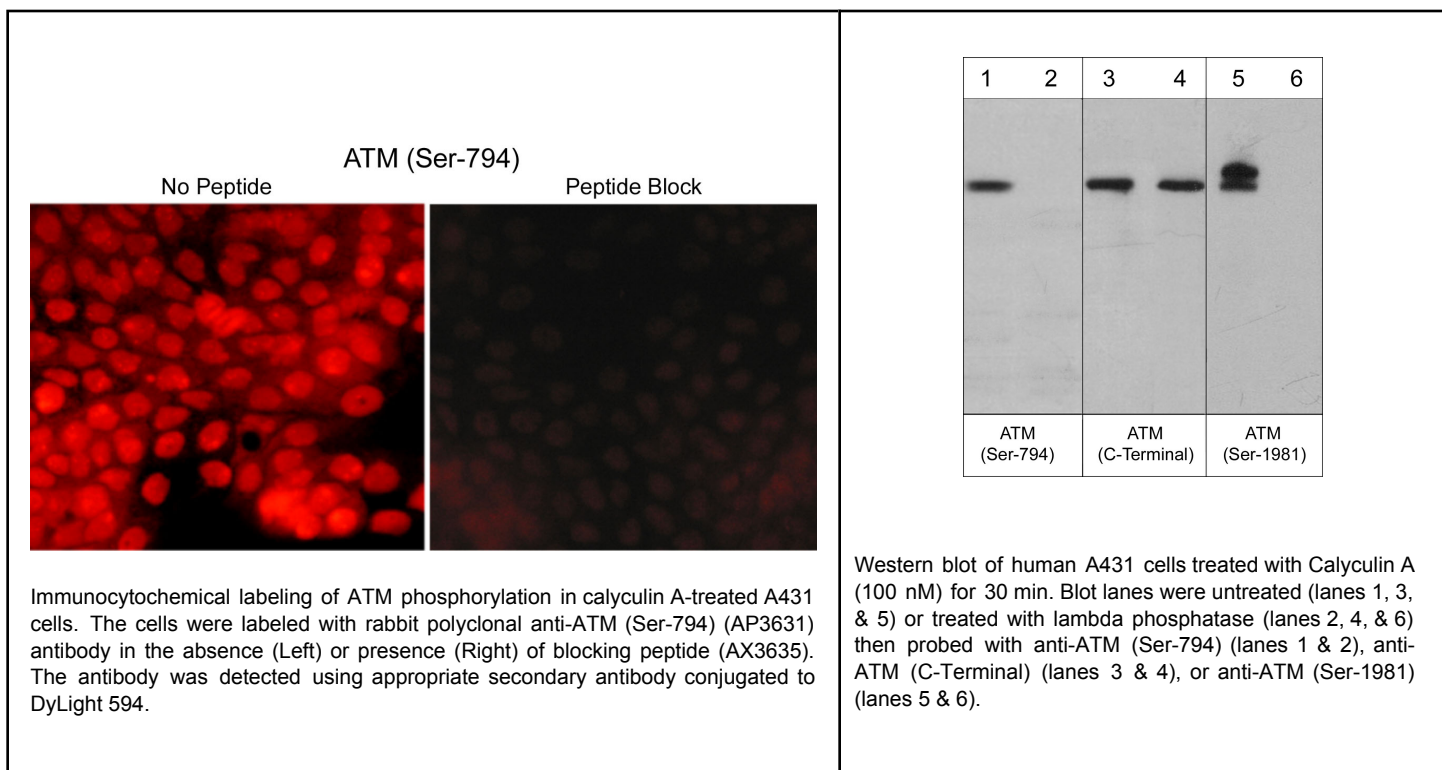 ATM (Ser-794)
No Peptide
Peptide Block
Immunocytochemical labeling of ATM phosphorylation in calyculin A-treated A431
cells. The cells were labeled with rabbit polyclonal anti-ATM (Ser-794) (AP3631)
antibody in the absence (Left) or presence (Right) of blocking peptide (AX3635).
The antibody was detected using appropriate secondary antibody conjugated to
DyLight 594.
1 2 3 4 5 6
ATM
(Ser-794)
ATM
(C-Terminal)
ATM
(Ser-1981)
Western blot of human A431 cells treated with Calyculin A
(100 nM) for 30 min. Blot lanes were untreated (lanes 1, 3,
& 5) or treated with lambda phosphatase (lanes 2, 4, & 6)
then probed with anti-ATM (Ser-794) (lanes 1 & 2), anti-
ATM (C-Terminal) (lanes 3 & 4), or anti-ATM (Ser-1981)
(lanes 5 & 6).